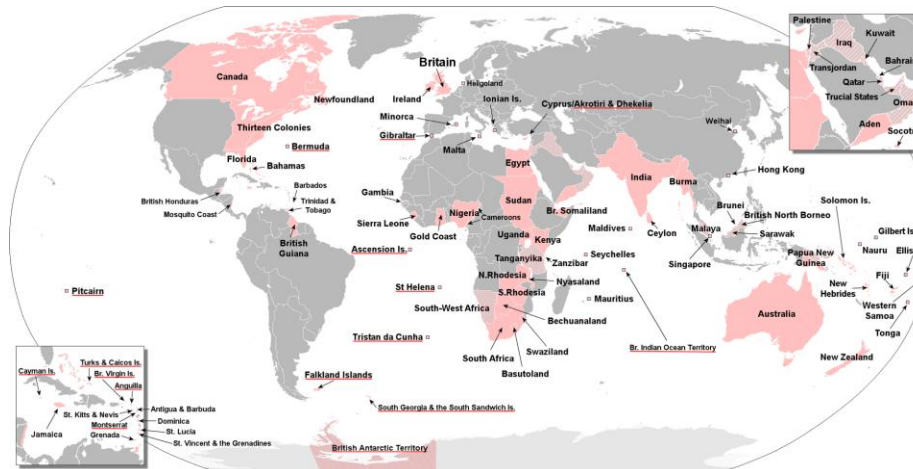 Canada
Newfoundland
Thirteen Colonies
Bermuda
Florida
Bahamas
British Honduras
Mosquito Coast
Barbados
Trinidad &
Tobago
British
Guiana
Pitcairn
Britain
Ireland
Heligoland
Ionian Is.
Minorca
Gibraltar
Malta
Cyprus/Akrotiri & Dhekelia
Weihai
Egypt
Gambia
Sudan
Sierra Leone
Nigeria
Cameroons
Gold Coast
Br. Somaliland
Uganda
Kenya
Ascension Is.
Tanganyika
Zanzibar
Seychelles
St Helena
N.Rhodesia
Nyasaland
S.Rhodesia
Mauritius
South-West Africa
Bechuanaland
Tristan da Cunha
Swaziland
South Africa
Basutoland
Br. Indian Ocean Territory
Falkland Islands
South Georgia & the South Sandwich Is.
British Antarctic Territory
India
Burma
Hong Kong
Maldives
Ceylon
Brunei
British North Borneo
Malaya
Sarawak
Singapore
Solomon Is.
Gilbert Is
Nauru
Ellis
Papua New
Guinea
New
Hebrides
Fiji
Western
Samoa
Tonga
Australia
New Zealand
Palestine
Iraq
Kuwait
Transjordan
Bahrain
Qatar
Trucial States
Oma
Aden
Socot
Turks & Caicos Is.
Cayman Is.
Br. Virgin Is.
Anguilla
St. Kitts & Nevis
Antigua & Barbuda
Montserrat
Dominica
Jamaica
St. Lucia
Grenada
St. Vincent & the Grenadines